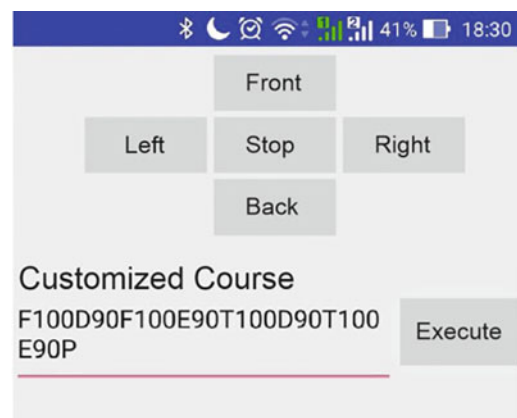 41% 18:30
Front
Left Stop Right
Back
Customized Course
F100D90F100E90T100D90T100
E90P
Execute